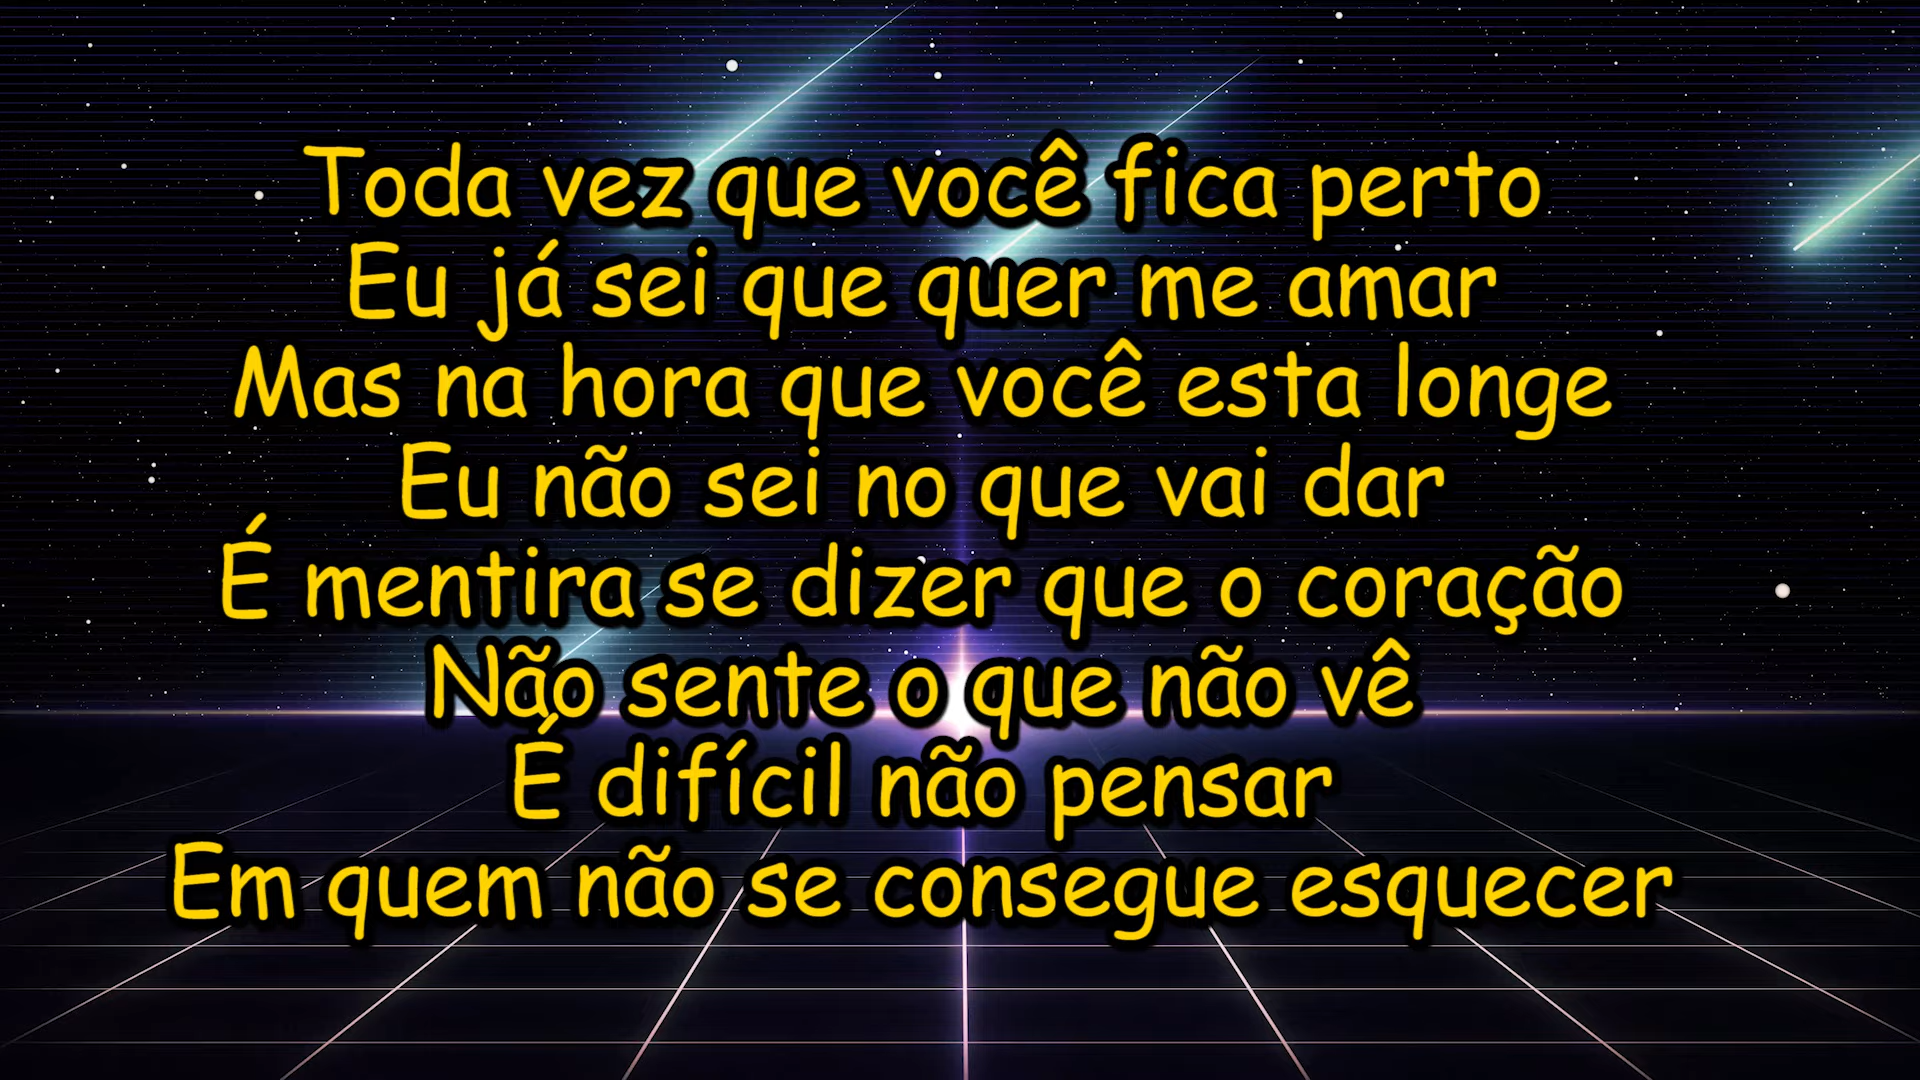 Toda vez que você fica perto
Eu já sei que quer me amar
Mas na hora que você esta longe
Eu não sei no que vai dar
É mentira se dizer que o coração
Não sente o que não vê
É difícil não pensar
Em quem não se consegue esquecer